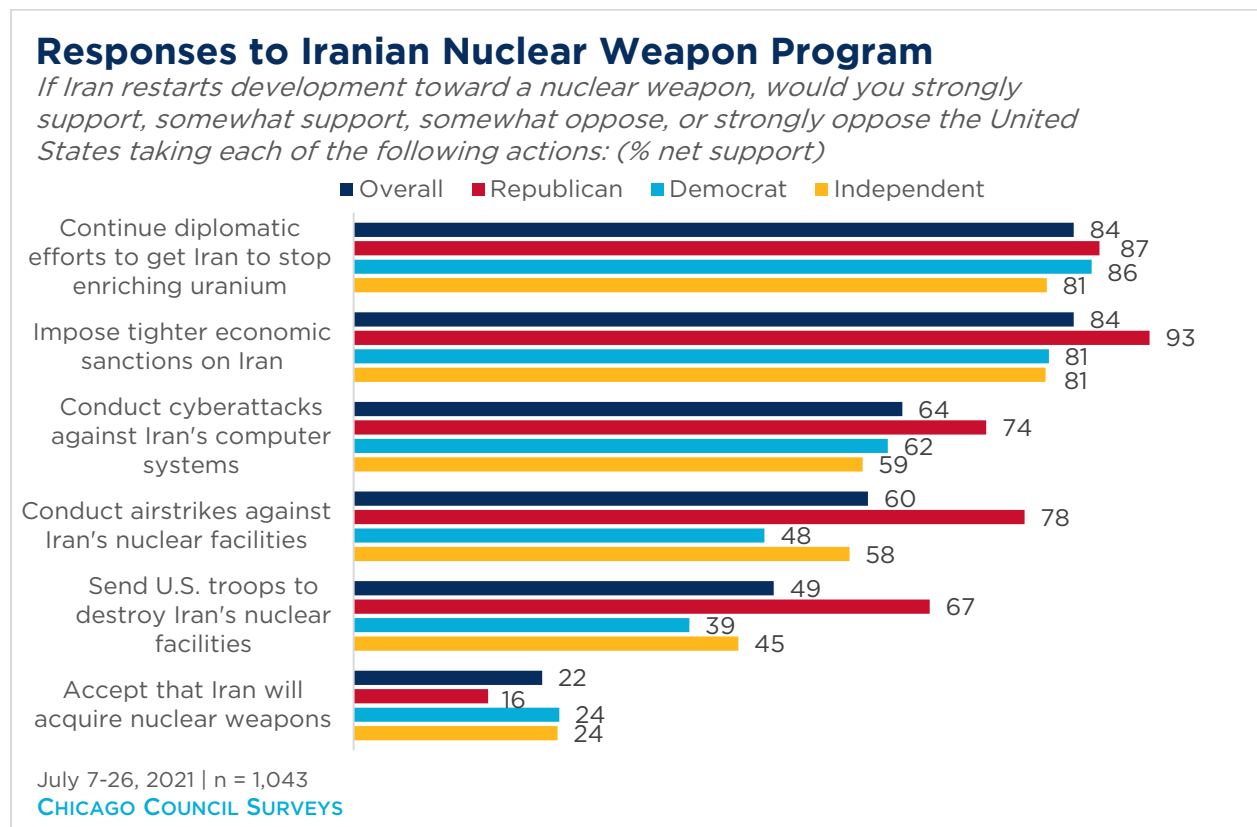 Responses to Iranian Nuclear Weapon Program
If Iran restarts development toward a nuclear weapon, would you strongly
support, somewhat support, somewhat oppose, or strongly oppose the United
States taking each of the following actions: (% net support)
Overall Republican Democrat Independent
Continue diplomatic
efforts to get Iran to stop
enriching uranium
84
87
86
81
Impose tighter economic
sanctions on Iran
84
93
81
81
Conduct cyberattacks
against Iran's computer
systems
64
74
62
59
Conduct airstrikes against
Iran's nuclear facilities
60
78
48
58
Send U.S. troops to
destroy Iran's nuclear
facilities
49
67
39
45
Accept that Iran will
acquire nuclear weapons
22
16
24
24
July 7-26, 2021 | n = 1,043
CHICAGO COUNCIL SURVEYS